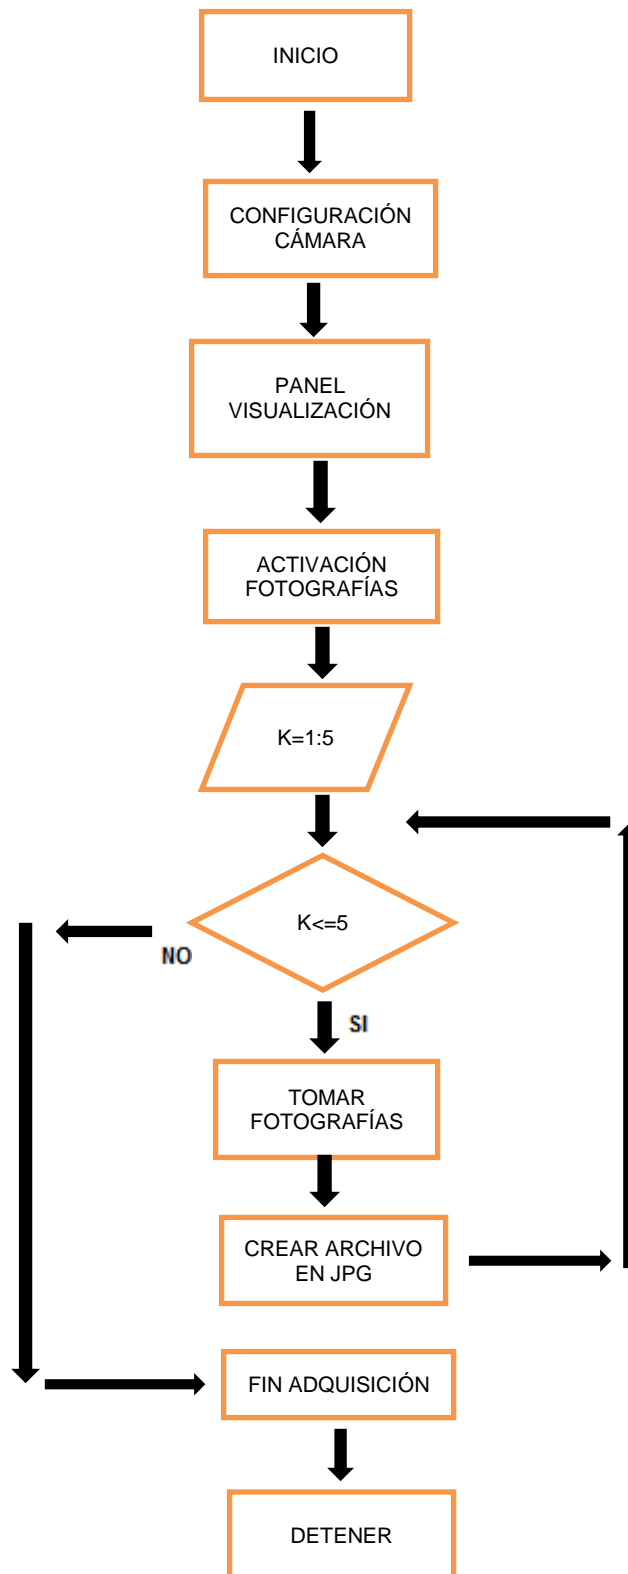 INICIO
CONFIGURACIÓN
CÁMARA
PANEL
VISUALIZACIÓN
ACTIVACIÓN
FOTOGRAFÍAS
K=1:5
K<=5
NO
SI
TOMAR
FOTOGRAFÍAS
CREAR ARCHIVO
EN JPG
FIN ADQUISICIÓN
DETENER